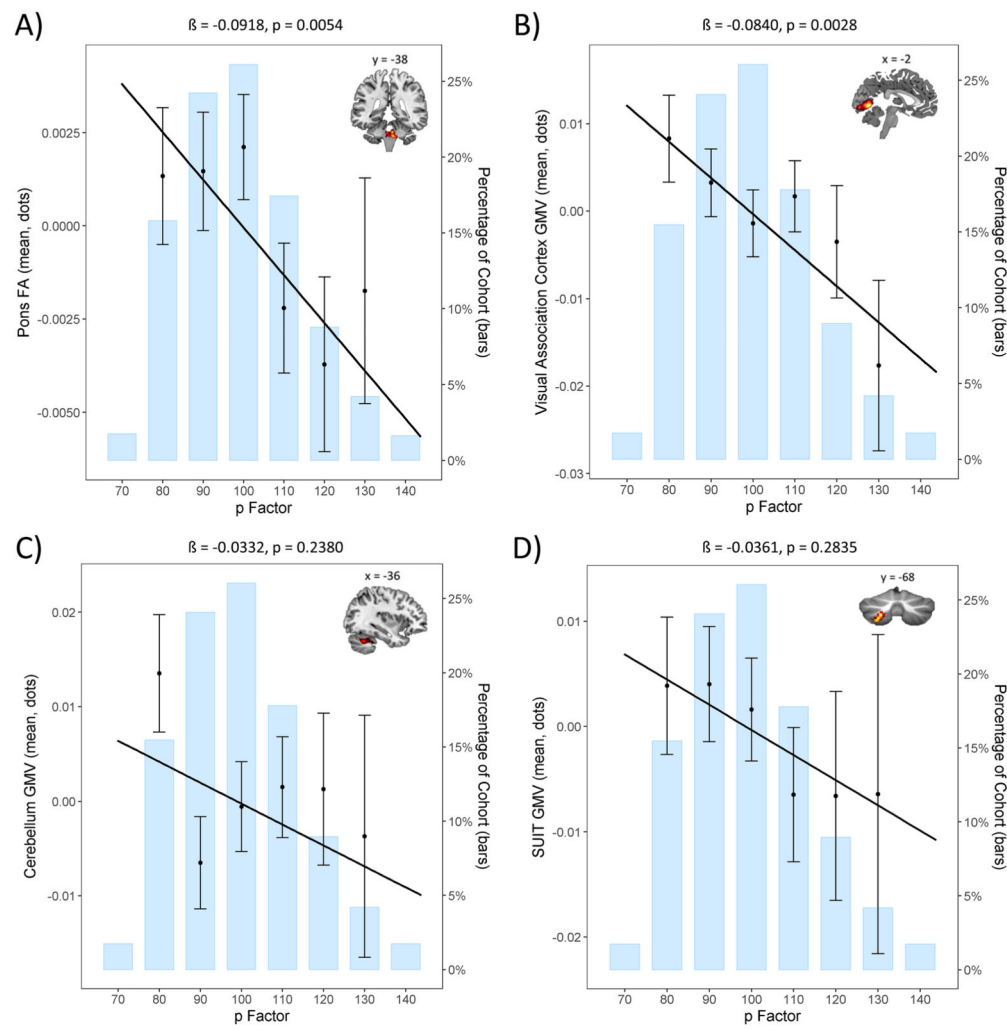 A)
ß = -0.0918, p = 0.0054
y = -38
0.0025
0.0000
-0.0025
-0.0050
Pons FA (mean, dots)
25%
20%
15%
10%
5%
0%
Percentage of Cohort (bars)
70 80 90 100 110 120 130 140
p Factor
B)
ß = -0.0840, p = 0.0028
x = -2
0.01
0.00
-0.01
-0.02
-0.03
Visual Association Cortex GMV (mean, dots)
25%
20%
15%
10%
5%
0%
Percentage of Cohort (bars)
70 80 90 100 110 120 130 140
p Factor
C)
ß = -0.0332, p = 0.2380
x = -36
0.02
0.01
0.00
-0.01
Cerebellum GMV (mean, dots)
25%
20%
15%
10%
5%
0%
Percentage of Cohort (bars)
70 80 90 100 110 120 130 140
p Factor
D)
ß = -0.0361, p = 0.2835
y = -68
0.01
0.00
-0.01
-0.02
SUIT GMV (mean, dots)
25%
20%
15%
10%
5%
0%
Percentage of Cohort (bars)
70 80 90 100 110 120 130 140
p Factor